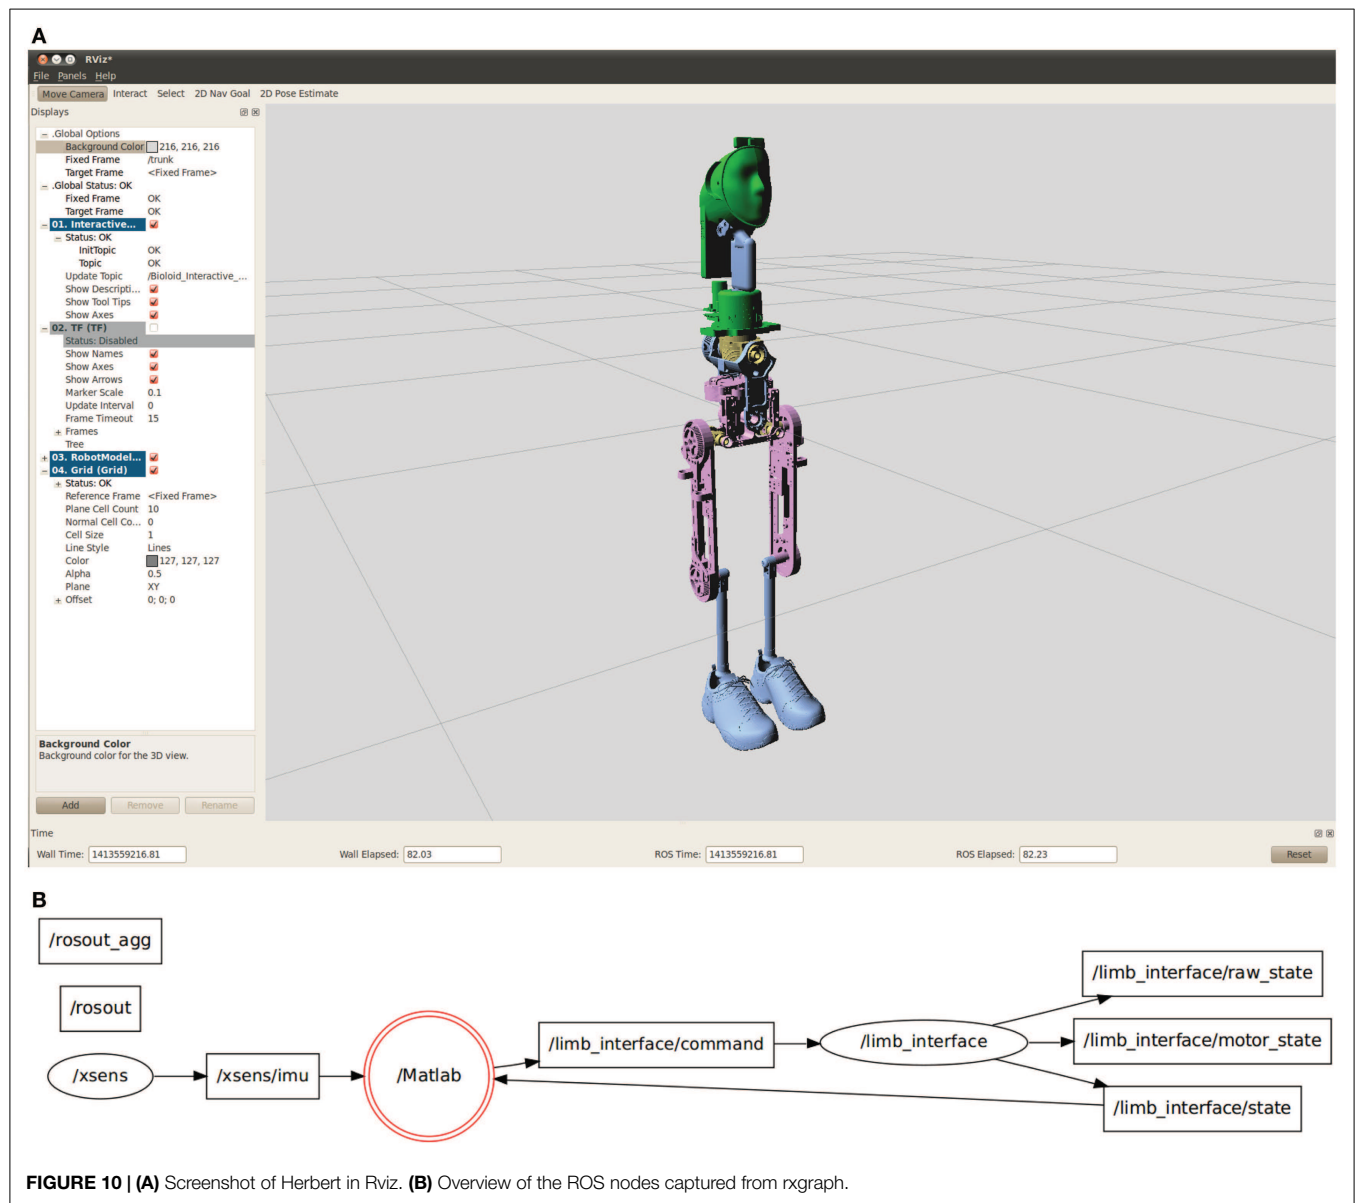 A
RViz*
File Panels Help
Move Camera Interact Select 2D Nav Goal 2D Pose Estimate
Displays
.Global Options
Background Color 216, 216, 216
Fixed Frame /trunk
Target Frame <Fixed Frame>
.Global Status: OK
Fixed Frame OK
Target Frame OK
01. Interactive...
Status: OK
InitTopic OK
Topic OK
Update Topic /Bioloid_Interactive_...
Show Descripti...
Show Tool Tips
Show Axes
02. TF (TF)
Status: Disabled
Show Names
Show Axes
Show Arrows
Marker Scale 0.1
Update Interval 0
Frame Timeout 15
Frames
Tree
03. RobotModel...
04. Grid (Grid)
Status: OK
Reference Frame <Fixed Frame>
Plane Cell Count 10
Normal Cell Co... 0
Cell Size 1
Line Style Lines
Color 127, 127, 127
Alpha 0.5
Plane XY
Offset 0; 0; 0
Background Color
Background color for the 3D view.
Add Remove Rename
Time
Wall Time: 1413559216.81 Wall Elapsed: 82.03 ROS Time: 1413559216.81 ROS Elapsed: 82.23 Reset
B
/rosout_agg
/rosout
/xsens
/xsens/imu
/Matlab
/limb_interface/command
/limb_interface
/limb_interface/raw_state
/limb_interface/motor_state
/limb_interface/state
FIGURE 10 | (A) Screenshot of Herbert in Rviz. (B) Overview of the ROS nodes captured from rxgraph.